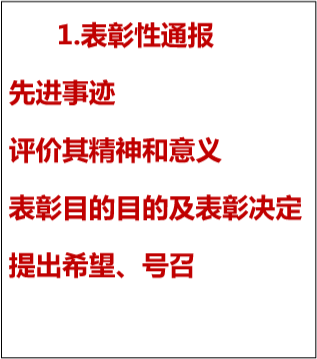 1.表彰性通报
先进事迹
评价其精神和意义
表彰目的目的及表彰决定
提出希望、号召